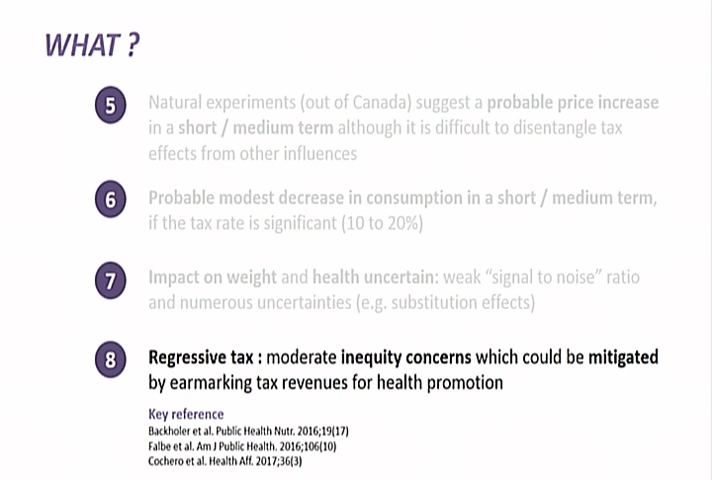 WHAT ?
5 Natural experiments (out of Canada) suggest a probable price increase
in a short / medium term although it is difficult to disentangle tax
effects from other influences
6 Probable modest decrease in consumption in a short / medium term,
if the tax rate is significant (10 to 20%)
7 Impact on weight and health uncertain: weak “signal to noise” ratio
and numerous uncertainties (e.g. substitution effects)
8 Regressive tax : moderate inequity concerns which could be mitigated
by earmarking tax revenues for health promotion
Key reference
Backholer et al. Public Health Nutr. 2016;19(17)
Falbe et al. Am J Public Health. 2016;106(10)
Cochero et al. Health Aff. 2017;36(3)